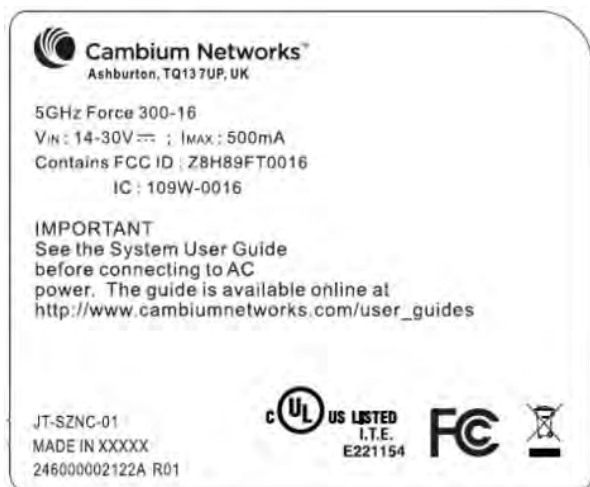 Cambium Networks™
Ashburton, TQ13 7UP, UK
5GHz Force 300-16
VIN : 14-30V⎓ ; IMAX : 500mA
Contains FCC ID : Z8H89FT0016
IC : 109W-0016
IMPORTANT
See the System User Guide
before connecting to AC
power. The guide is available online at
http://www.cambiumnetworks.com/user_guides
C UL US LISTED
I.T.E.
E221154
FC
JT-SZNC-01
MADE IN XXXXX
246000002122A R01